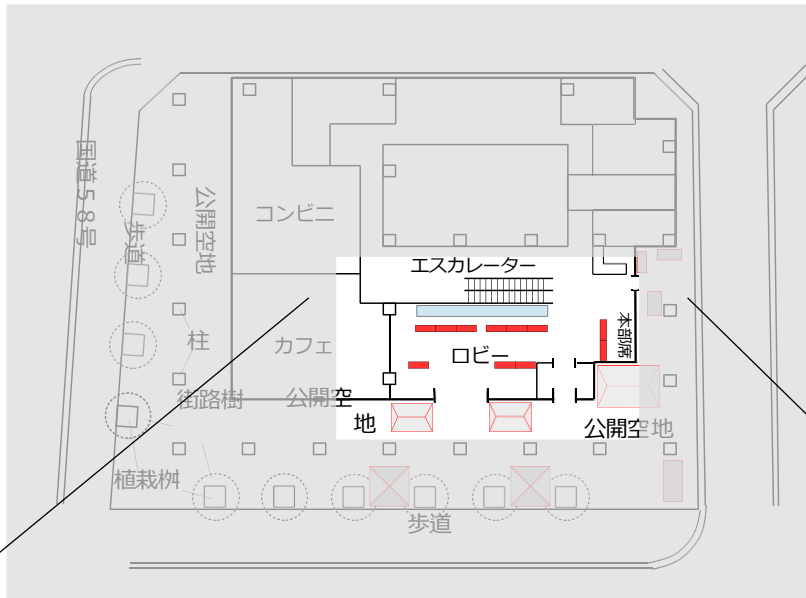 国道58号
歩道
公開空地
コンビニ
エスカレーター
柱
カフェ
ロビー
本部席
街路樹
公開空
地
公開空地
植栽桝
歩道